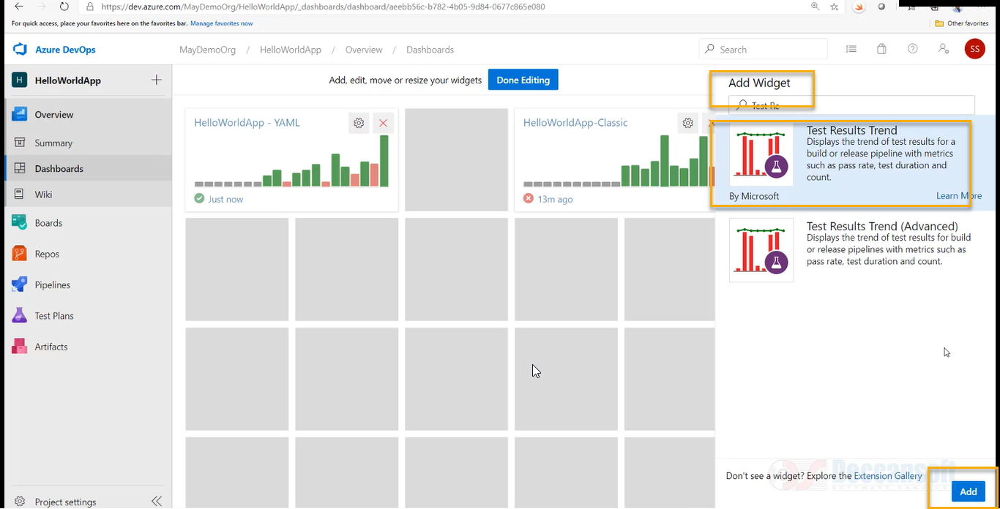 https://dev.azure.com/MayDemoOrg/HelloWorldApp/_dashboards/dashboard/aeebb56c-b782-4b05-9d84-0677c865e080
For quick access, place your favorites here on the favorites bar. Manage favorites now
Other favorites
Azure DevOps
MayDemoOrg / HelloWorldApp / Overview / Dashboards
Search
SS
H HelloWorldApp
Add, edit, move or resize your widgets Done Editing
Overview
Summary
Dashboards
Wiki
Boards
Repos
Pipelines
Test Plans
Artifacts
Project settings
HelloWorldApp - YAML
Just now
HelloWorldApp-Classic
13m ago
Add Widget
Test Re
Test Results Trend
Displays the trend of test results for a
build or release pipeline with metrics
such as pass rate, test duration and
count.
By Microsoft
Learn More
Test Results Trend (Advanced)
Displays the trend of test results for build
or release pipelines with metrics such as
pass rate, test duration and count.
Deccansoft
SOFTWARE SERVICES
Don't see a widget? Explore the Extension Gallery
Add